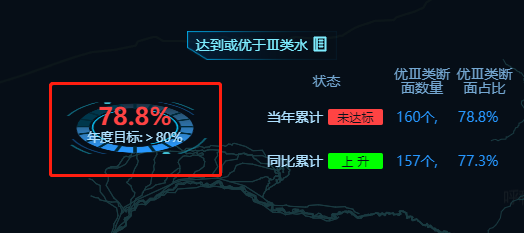 达到或优于Ⅲ类水
状态 优Ⅲ类断面数量 优Ⅲ类断面占比
78.8%
年度目标:>80%
当年累计 未达标 160个, 78.8%
同比累计 上升 157个, 77.3%